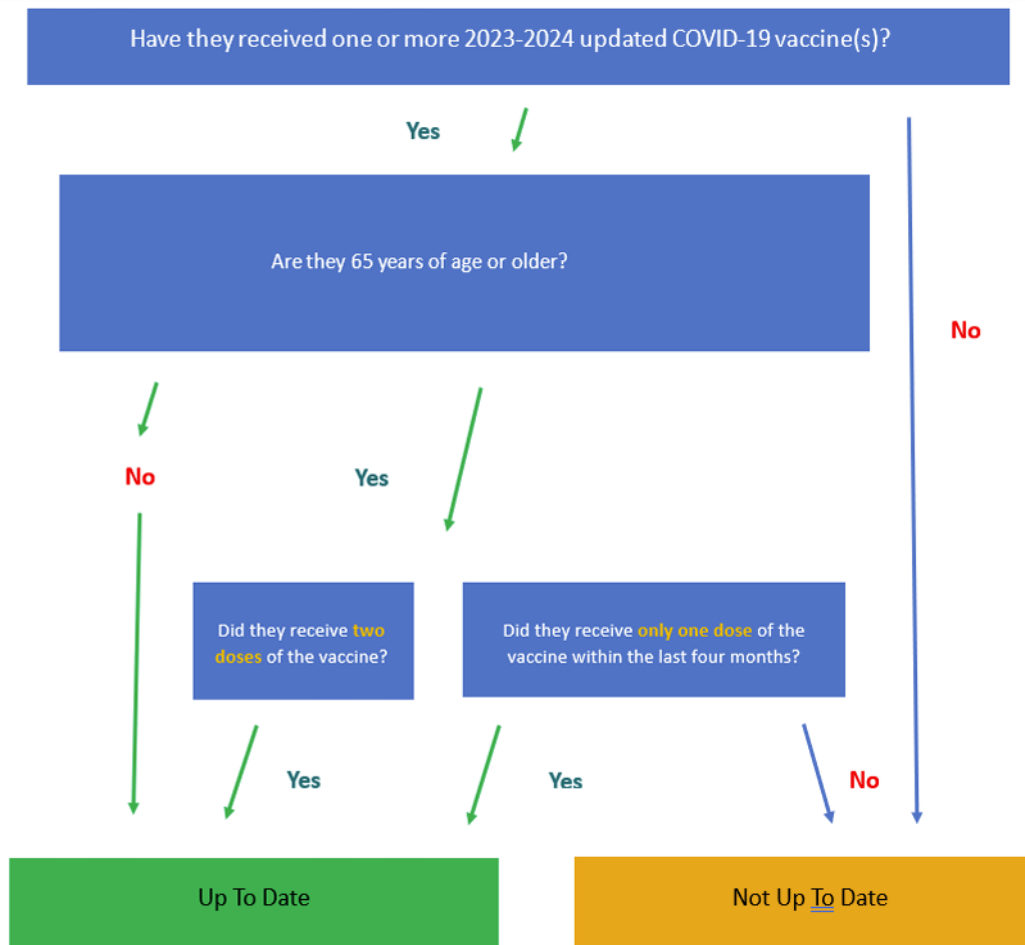 Have they received one or more 2023-2024 updated COVID-19 vaccine(s)?
Yes
Are they 65 years of age or older?
No
No
Yes
Did they receive two
doses of the vaccine?
Did they receive only one dose of the
vaccine within the last four months?
Yes
Yes
No
Up To Date
Not Up To Date